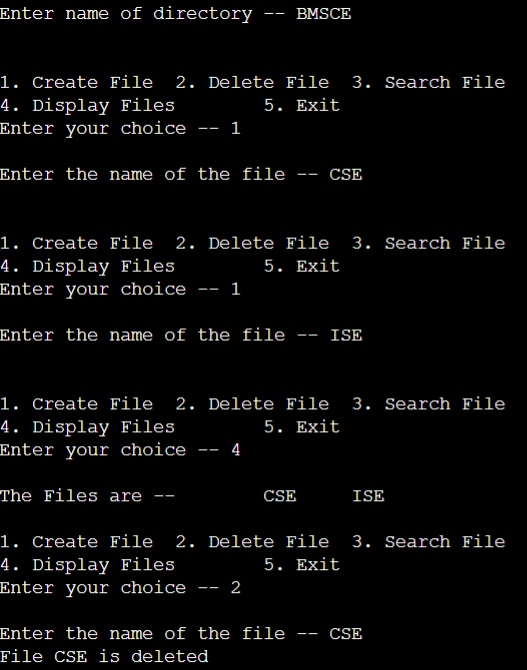 Enter name of directory -- BMSCE
1. Create File  2. Delete File  3. Search File
4. Display Files        5. Exit
Enter your choice -- 1
Enter the name of the file -- CSE
1. Create File  2. Delete File  3. Search File
4. Display Files        5. Exit
Enter your choice -- 1
Enter the name of the file -- ISE
1. Create File  2. Delete File  3. Search File
4. Display Files        5. Exit
Enter your choice -- 4
The Files are --        CSE     ISE
1. Create File  2. Delete File  3. Search File
4. Display Files        5. Exit
Enter your choice -- 2
Enter the name of the file -- CSE
File CSE is deleted